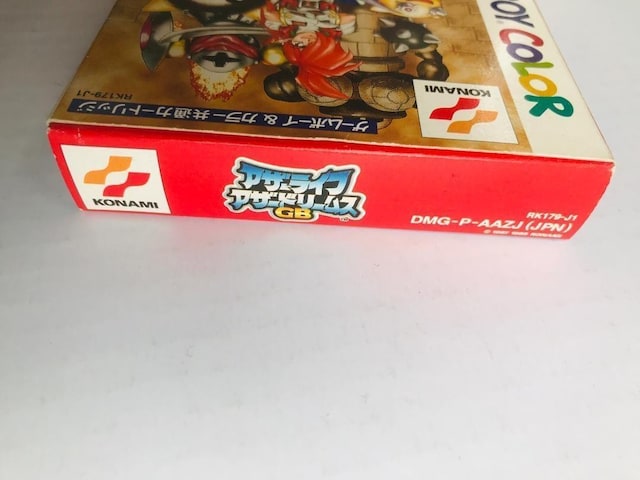 BOY COLOR
KONAMI
RK179-J1
ゲームボーイ&カラー共通カートリッジ
KONAMI
アザーライフ
アザードリームス
GB
TM
RK179-J1
DMG-P-AAZJ(JPN)